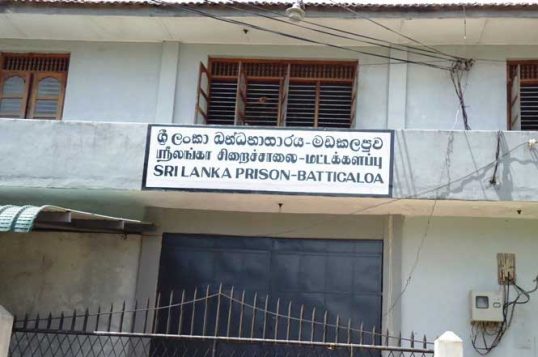 ශ්‍රී ලංකා බන්ධනාගාරය-මඩකලපුව
ஸ்ரீலங்கா சிறைச்சாலை-மட்டக்களப்பு
SRI LANKA PRISON-BATTICALOA